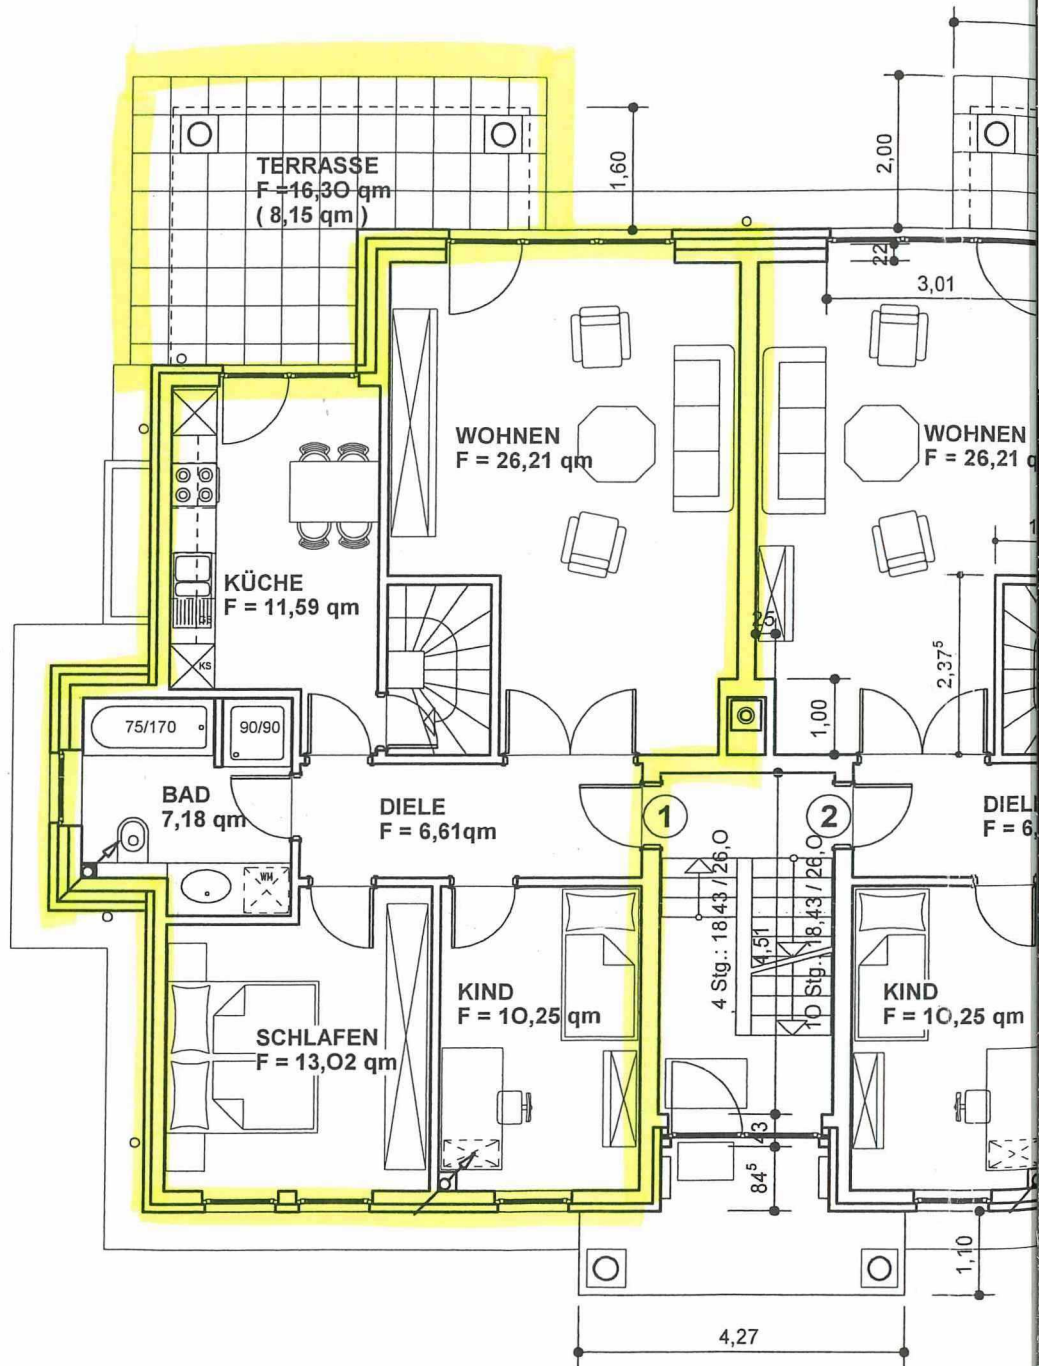 TERRASSE
F =16,3O qm
( 8,15 qm )
1,60
2,00
22
3,01
WOHNEN
F = 26,21 qm
WOHNEN
F = 26,21 q
KÜCHE
F = 11,59 qm
KS
25
2,37⁵
1,00
75/170
90/90
BAD
7,18 qm
DIELE
F = 6,61qm
1
2
DIEL
F = 6,
WM
4 Stg.: 18,43 / 26,O
4,51
1O Stg.: 18,43 / 26,O
SCHLAFEN
F = 13,O2 qm
KIND
F = 1O,25 qm
KIND
F = 1O,25 qm
43
84⁵
1,10
4,27